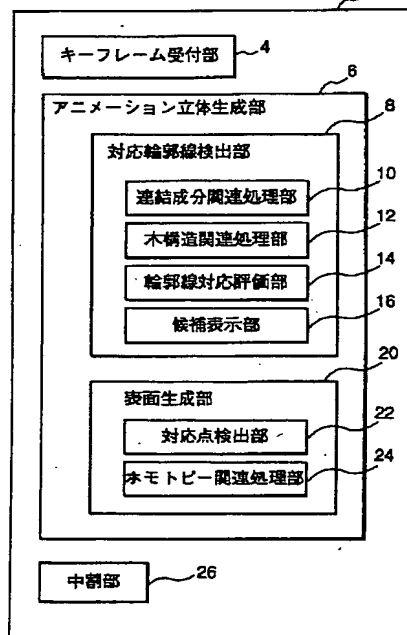 キーフレーム受付部
4
6
アニメーション立体生成部
8
対応輪郭線検出部
10
連結成分関連処理部
12
木構造関連処理部
14
輪郭線対応評価部
16
候補表示部
20
表面生成部
22
対応点検出部
24
ホモトピー関連処理部
中割部
26